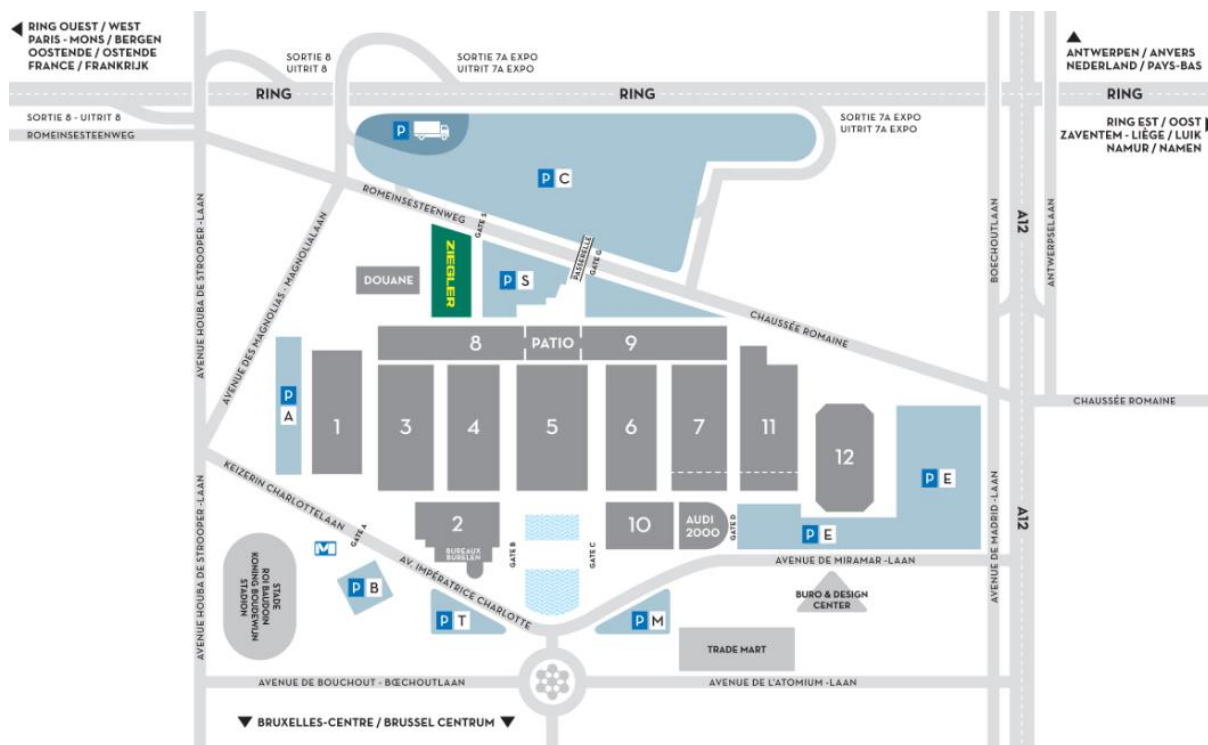 RING OUEST / WEST
PARIS - MONS / BERGEN
OOSTENDE / OSTENDE
FRANCE / FRANKRIJK
SORTIE 8
UITRIT 8
SORTIE 7A EXPO
UITRIT 7A EXPO
ANTWERPEN / ANVERS
NEDERLAND / PAYS-BAS
RING
RING
RING
SORTIE 8 - UITRIT 8
ROMEINSESTEENWEG
SORTIE 7A EXPO
UITRIT 7A EXPO
RING EST / OOST
ZAVENTEM - LIÈGE / LUIK
NAMUR / NAMEN
P
P C
ROMEINSESTEENWEG
AVENUE HOUBA DE STROOPER -LAAN
AVENUE DES MAGNOLIAS - MAGNOLIALAAN
BOECHOUTLAAN
A12
ANTWERPSELAAN
GATE S
PASSERELLE
GATE G
DOUANE
ZIEGLER
P S
CHAUSSÉE ROMAINE
8
PATIO
9
P A
1
3
4
5
6
7
11
12
P E
CHAUSSÉE ROMAINE
KEIZERIN CHARLOTTELAAN
GATE A
2
BUREAUX
BURELEN
GATE B
GATE C
10
AUDI
2000
GATE D
P E
A12
AVENUE DE MADRID -LAAN
AVENUE HOUBA DE STROOPER -LAAN
STADE
ROI BAUDOIN
KONING BOUDEWIJN
STADION
M
P B
AV. IMPÉRATRICE CHARLOTTE
AVENUE DE MIRAMAR -LAAN
BURO & DESIGN
CENTER
P T
P M
TRADE MART
AVENUE DE BOUCHOUT - BŒCHOUTLAAN
AVENUE DE L'ATOMIUM -LAAN
BRUXELLES-CENTRE / BRUSSEL CENTRUM